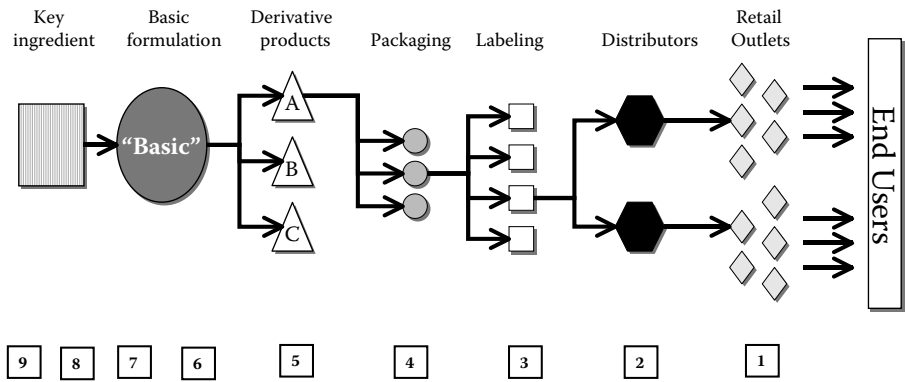 Key
ingredient
Basic
formulation
Derivative
products
Packaging
Labeling
Distributors
Retail
Outlets
"Basic"
A
B
C
End Users
9
8
7
6
5
4
3
2
1